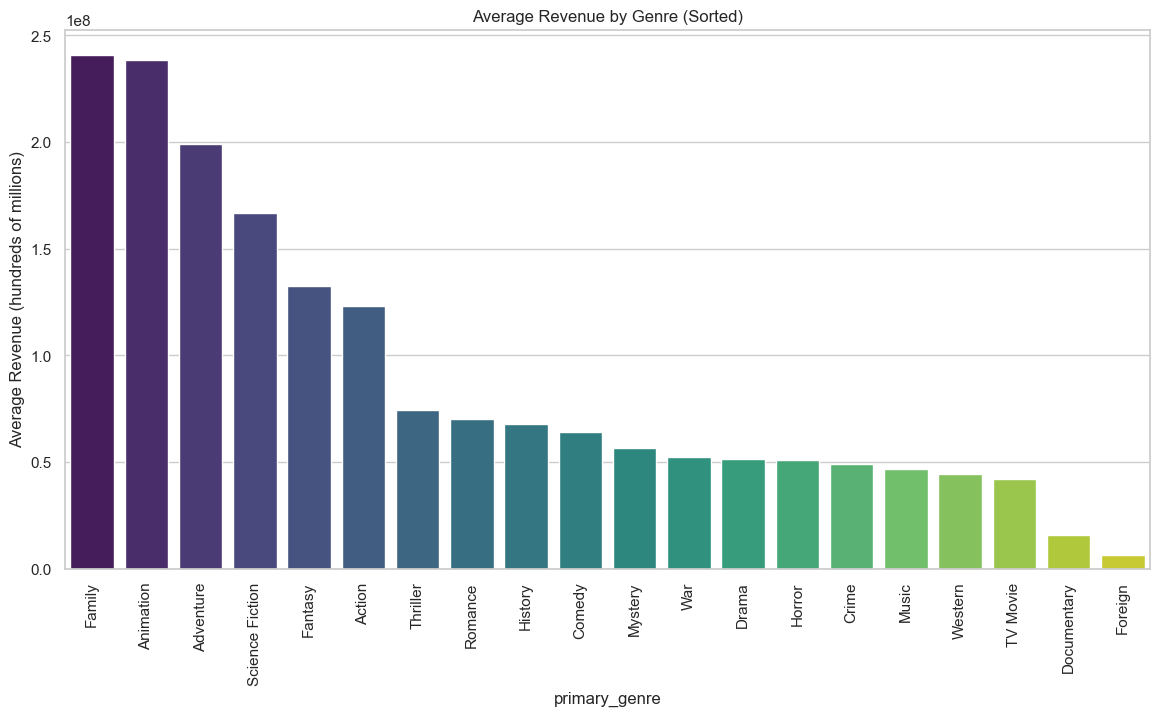 Average Revenue by Genre (Sorted)
1e8
2.5
2.0
1.5
1.0
0.5
0.0
Average Revenue (hundreds of millions)
Family
Animation
Adventure
Science Fiction
Fantasy
Action
Thriller
Romance
History
Comedy
Mystery
War
Drama
Horror
Crime
Music
Western
TV Movie
Documentary
Foreign
primary_genre